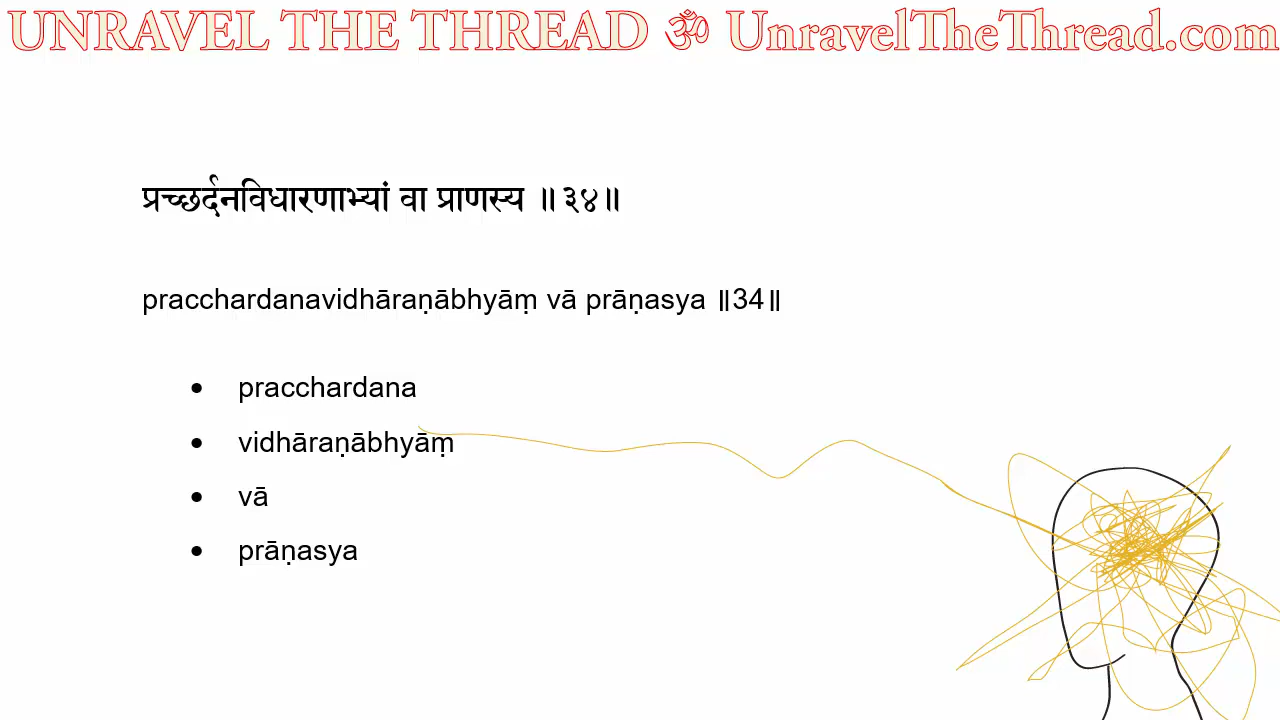 UNRAVEL THE THREAD ॐ UnravelTheThread.com
प्रच्छर्दनविधारणाभ्यां वा प्राणस्य ॥३४॥
pracchardanavidhāraṇābhyāṃ vā prāṇasya ॥34॥
• pracchardana
• vidhāraṇābhyāṃ
• vā
• prāṇasya